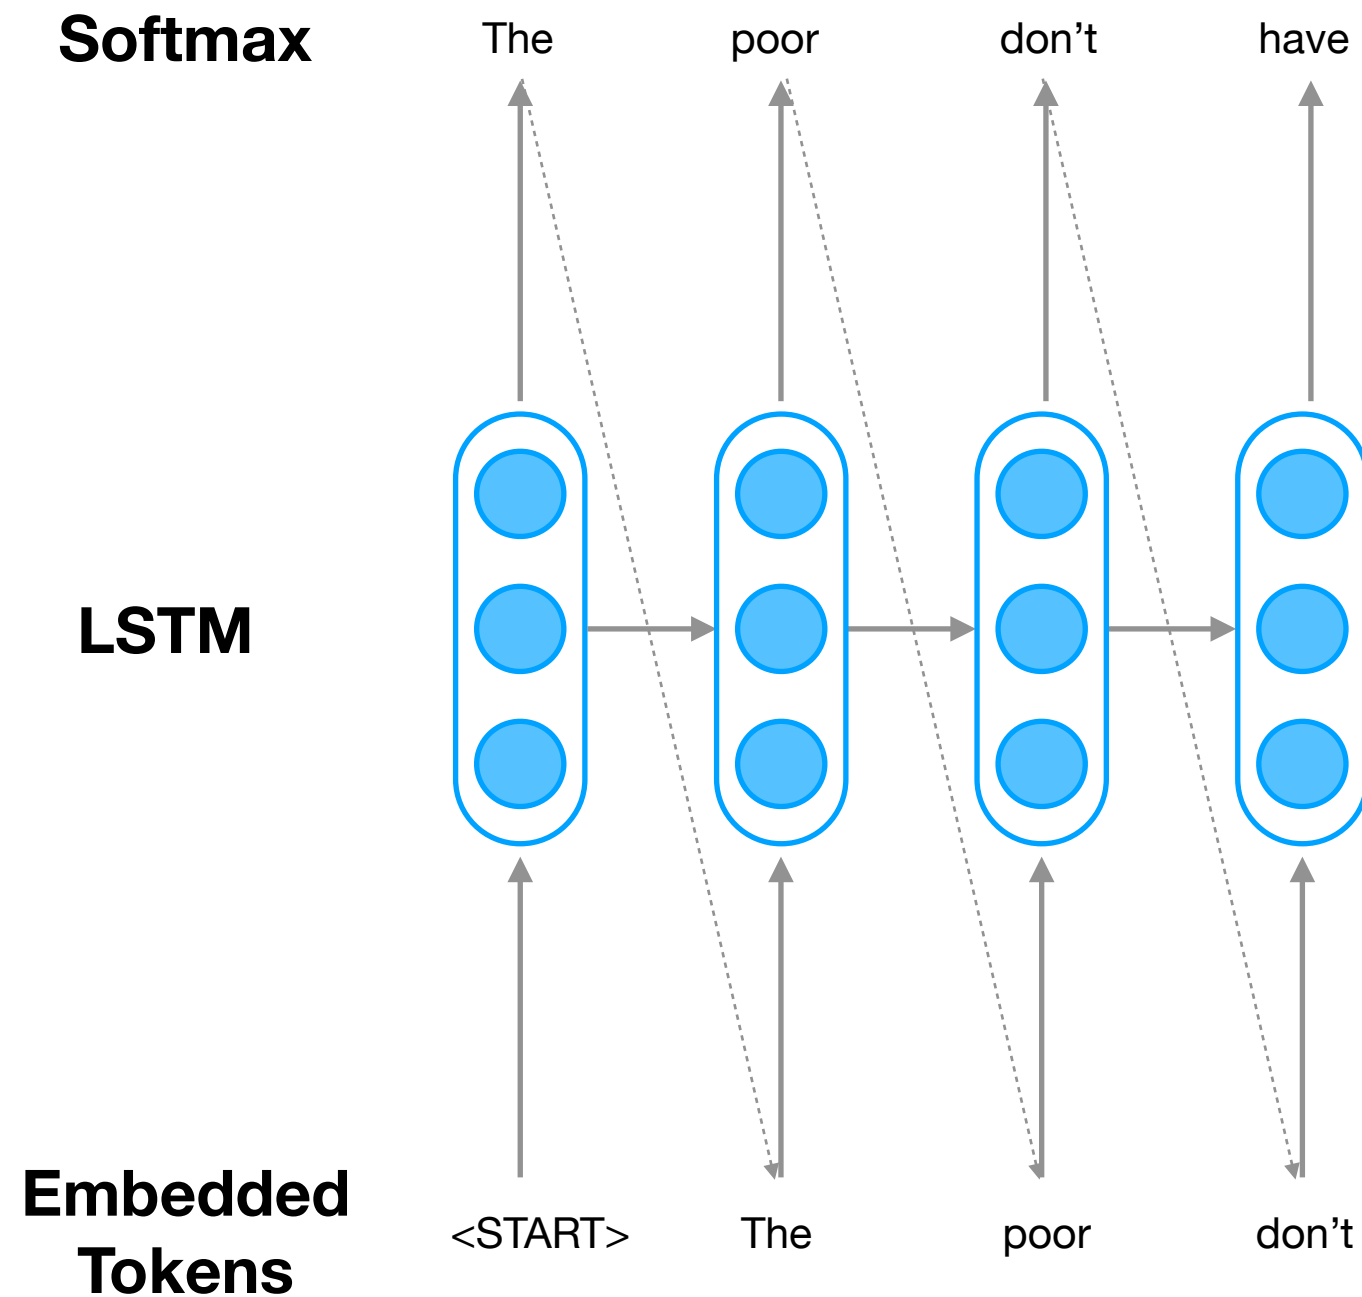 Softmax The poor don’t have
LSTM
Embedded
Tokens
<START> The poor don’t